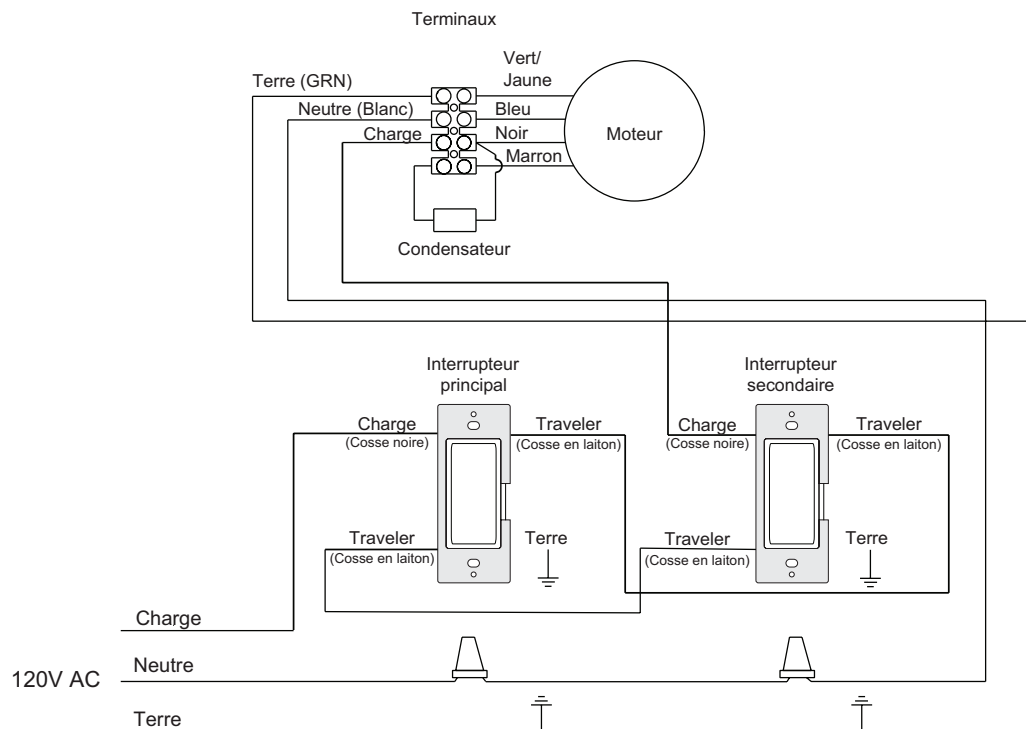 Terminaux
Vert/
Jaune
Terre (GRN)
Neutre (Blanc)
Bleu
Charge
Noir
Moteur
Marron
Condensateur
Interrupteur
principal
Interrupteur
secondaire
Charge
(Cosse noire)
Traveler
(Cosse en laiton)
Charge
(Cosse noire)
Traveler
(Cosse en laiton)
Traveler
(Cosse en laiton)
Terre
Traveler
(Cosse en laiton)
Terre
Charge
Neutre
120V AC
Terre